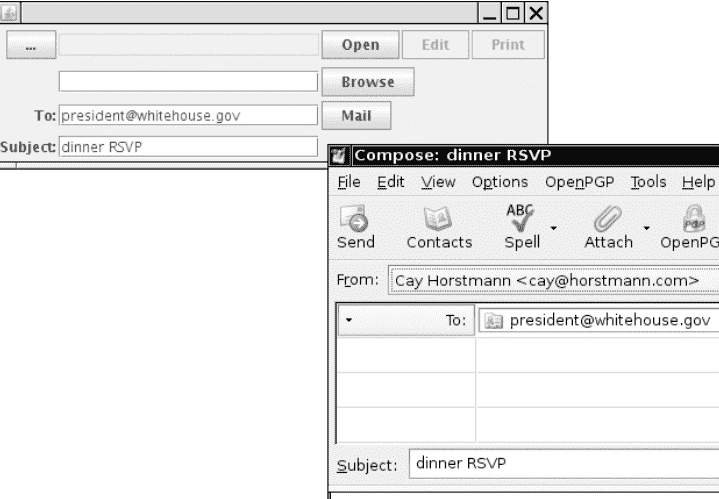 ... Open Edit Print
Browse
To: president@whitehouse.gov Mail
Subject: dinner RSVP
Compose: dinner RSVP
File Edit View Options OpenPGP Tools Help
ABC PGP
Send Contacts Spell Attach OpenPG
From: Cay Horstmann <cay@horstmann.com>
To: president@whitehouse.gov
Subject: dinner RSVP